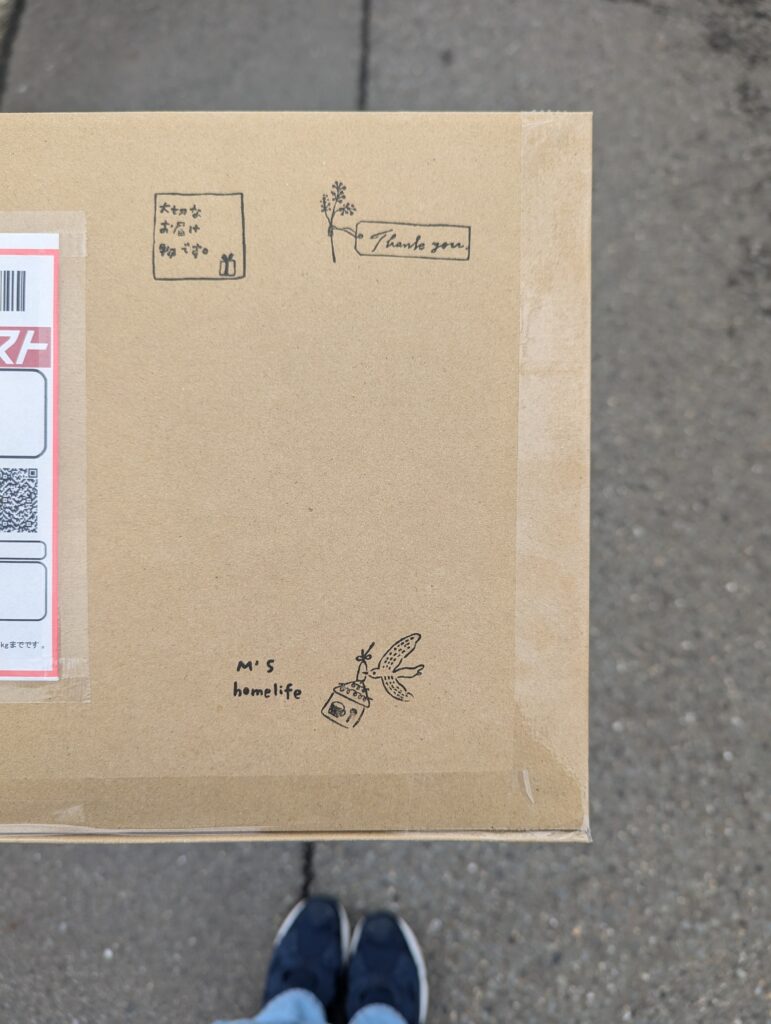 大切な
お届け
物です。
Thank you.
スト
kgまでです。
M's
homelife